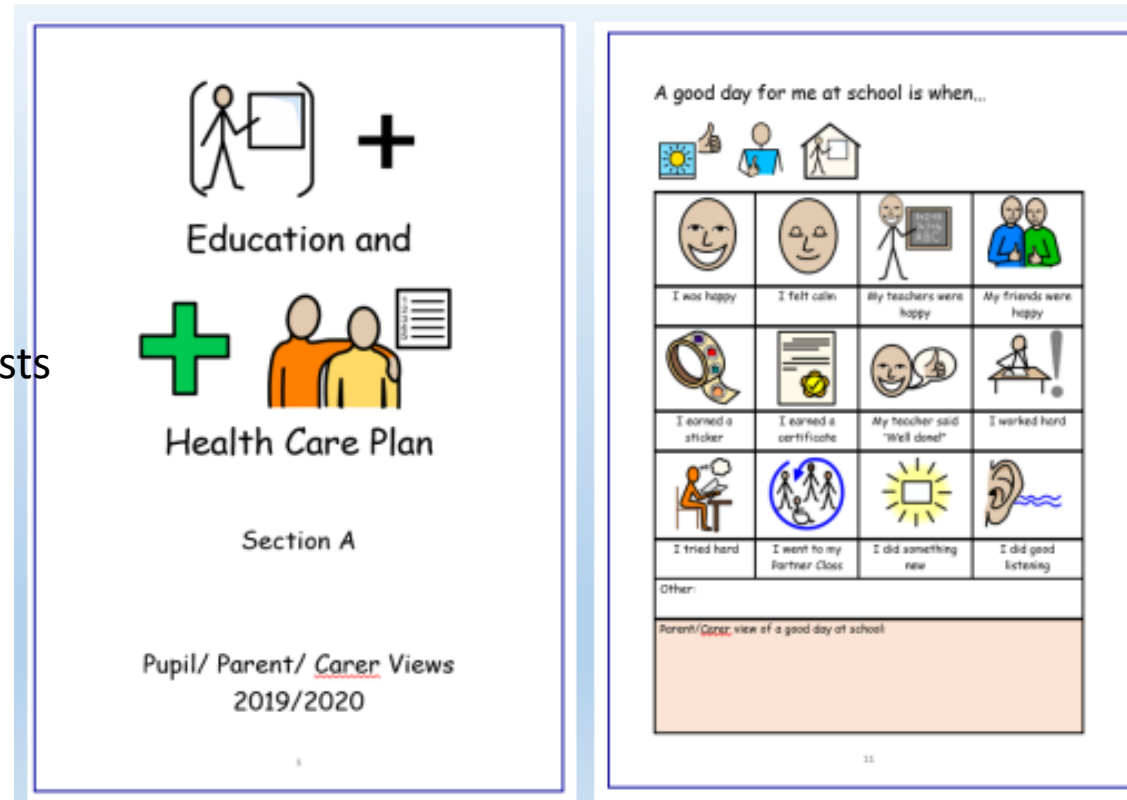 sts
Education and
Health Care Plan
Section A
Pupil/ Parent/ Carer Views
2019/2020
1
A good day for me at school is when...
I was happy
I felt calm
My teachers were
happy
My friends were
happy
I earned a
sticker
I earned a
certificate
My teacher said
"Well done!"
I worked hard
I tried hard
I went to my
Partner Class
I did something
new
I did good
listening
Other:
Parent/Carer view of a good day at school:
11